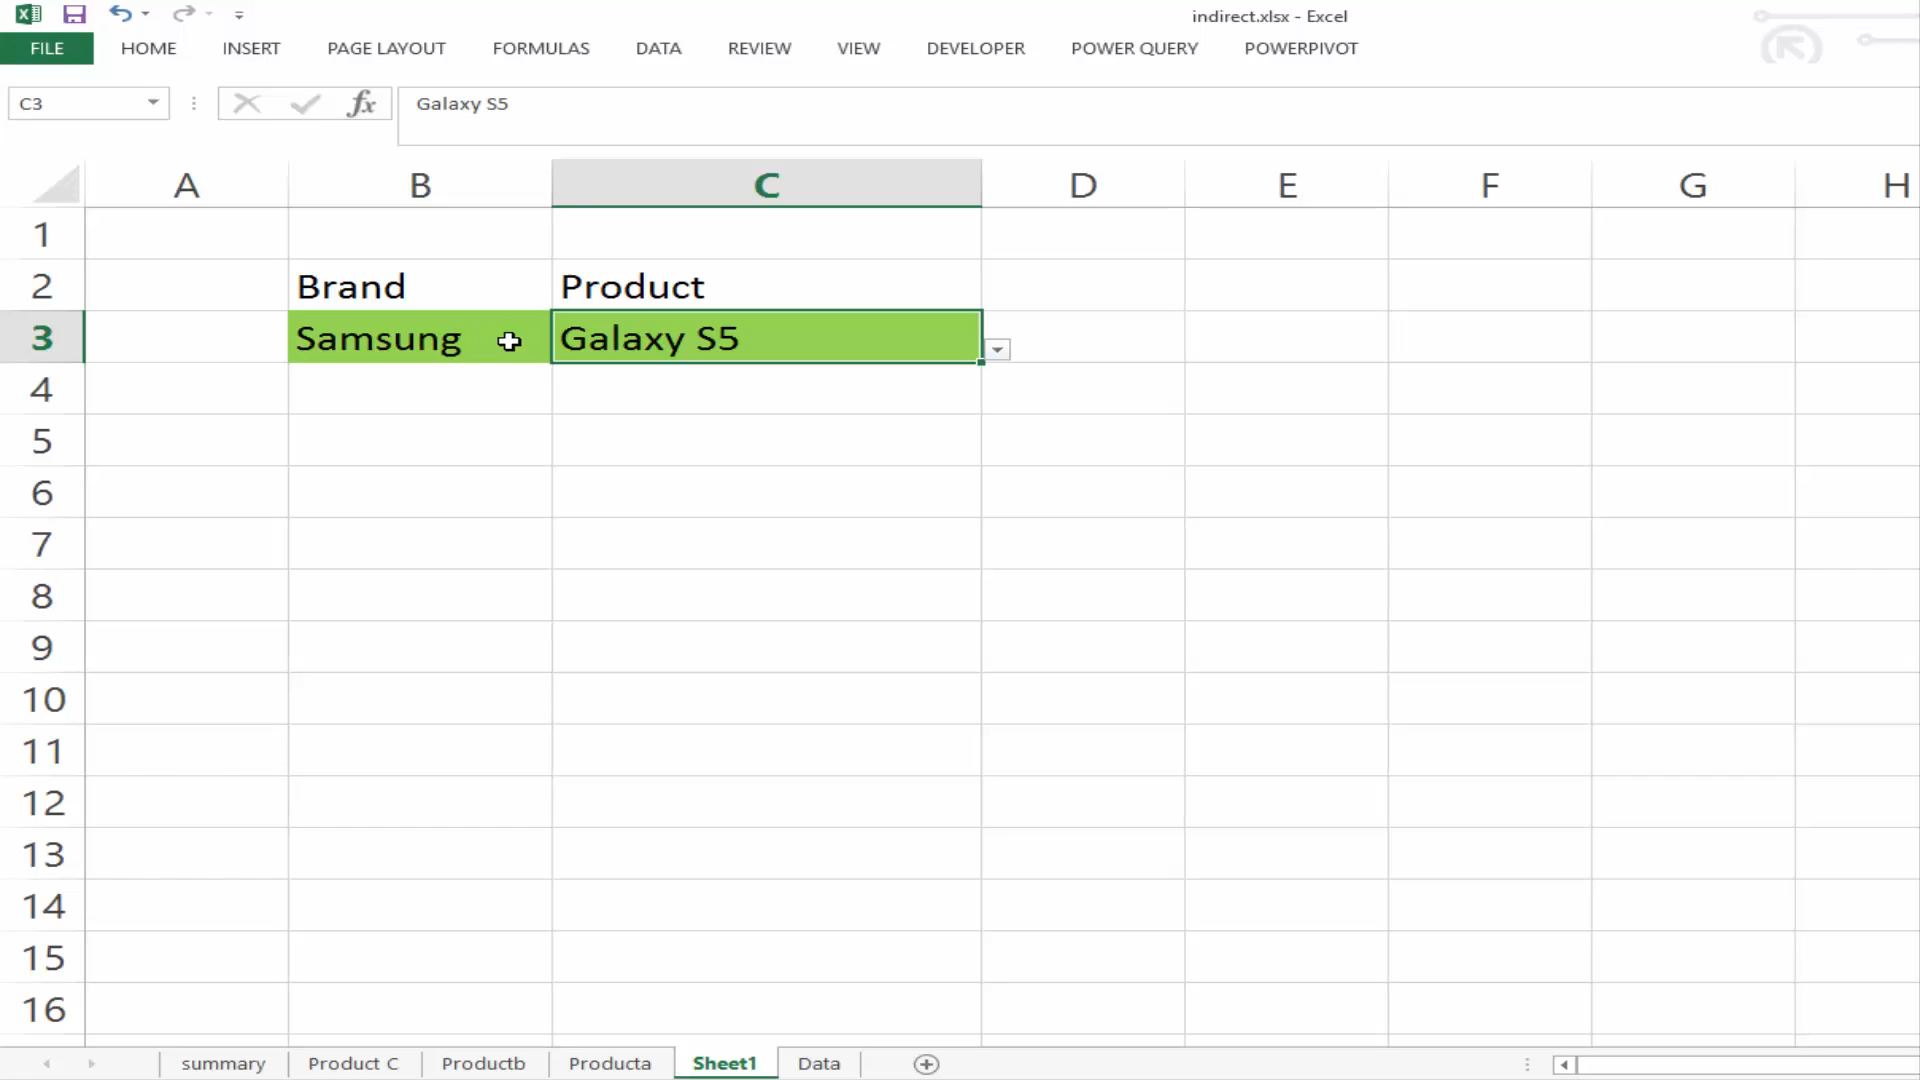 indirect.xlsx - Excel
FILE HOME INSERT PAGE LAYOUT FORMULAS DATA REVIEW VIEW DEVELOPER POWER QUERY POWERPIVOT
C3 fx Galaxy S5
A B C D E F G H
1
2 Brand Product
3 Samsung Galaxy S5
4
5
6
7
8
9
10
11
12
13
14
15
16
summary Product C Productb Producta Sheet1 Data